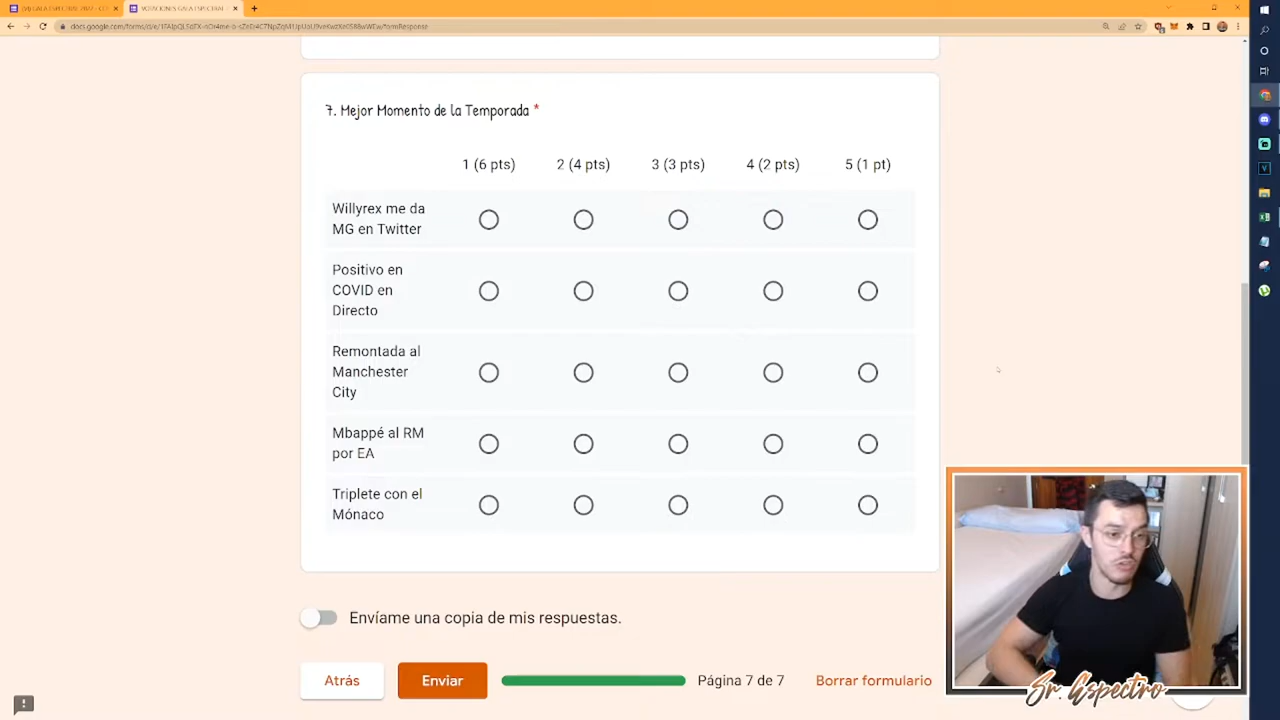 VOTACIONES GALA ESPECTRAL
7. Mejor Momento de la Temporada *
1 (6 pts) 2 (4 pts) 3 (3 pts) 4 (2 pts) 5 (1 pt)
Willyrex me da
MG en Twitter
Positivo en
COVID en
Directo
Remontada al
Manchester
City
Mbappé al RM
por EA
Triplete con el
Mónaco
Envíame una copia de mis respuestas.
Atrás Enviar Página 7 de 7 Borrar formulario
Sr. Espectro